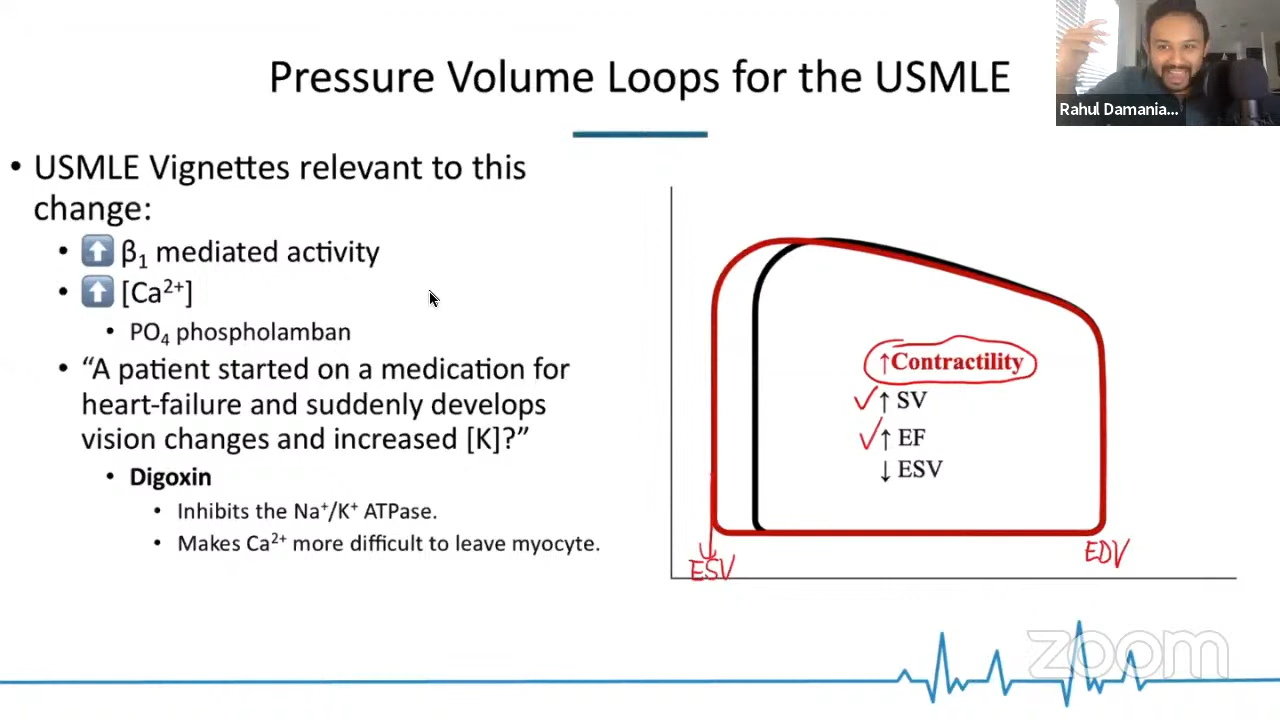 Pressure Volume Loops for the USMLE
Rahul Damania...
• USMLE Vignettes relevant to this
change:
• ⬆ β₁ mediated activity
• ⬆ [Ca²⁺]
• PO₄ phospholamban
• “A patient started on a medication for
heart-failure and suddenly develops
vision changes and increased [K]?”
• Digoxin
• Inhibits the Na⁺/K⁺ ATPase.
• Makes Ca²⁺ more difficult to leave myocyte.
↑Contractility
✓↑ SV
✓↑ EF
↓ ESV
ESV
EDV
zoom